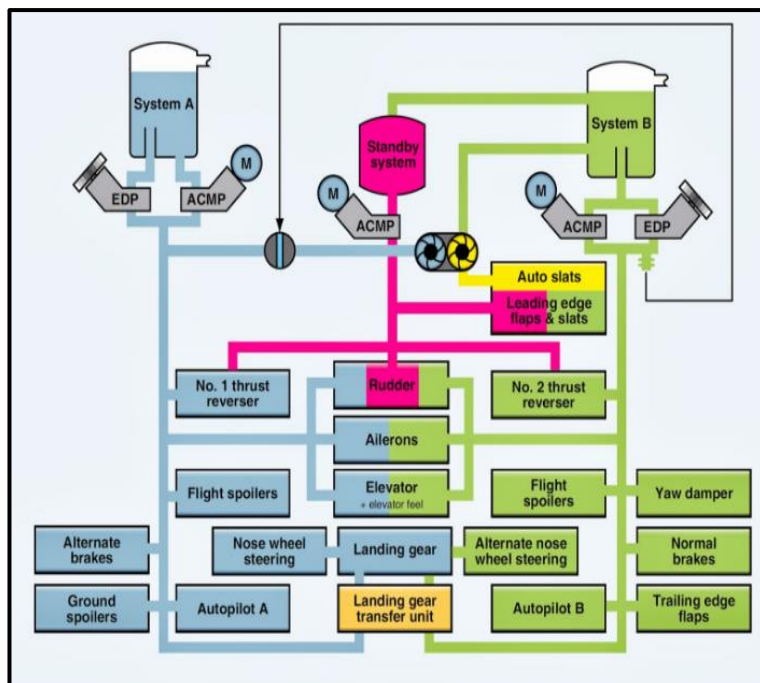 System A
System B
Standby
system
M
EDP
ACMP
M
ACMP
M
ACMP
EDP
Auto slats
Leading edge
flaps & slats
No. 1 thrust
reverser
Rudder
No. 2 thrust
reverser
Ailerons
Flight spoilers
Elevator
+ elevator feel
Flight
spoilers
Yaw damper
Alternate
brakes
Nose wheel
steering
Landing gear
Alternate nose
wheel steering
Normal
brakes
Ground
spoilers
Autopilot A
Landing gear
transfer unit
Autopilot B
Trailing edge
flaps